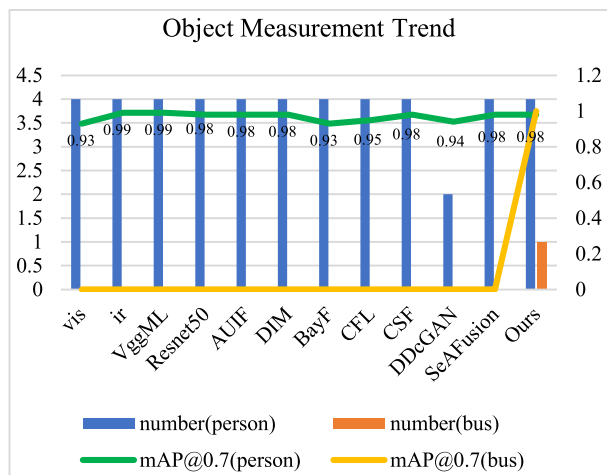 Object Measurement Trend
4.5 1.2
4 1
3.5 0.8
3
2.5 0.6
2
1.5 0.4
1 0.2
0.5
0 0
0.93 0.99 0.99 0.98 0.98 0.98 0.93 0.95 0.98 0.94 0.98 0.98
vis ir VggML Resnet50 AUIF DIM BayF CFL CSF DDcGAN SeAFusion Ours
number(person) number(bus)
mAP@0.7(person) mAP@0.7(bus)